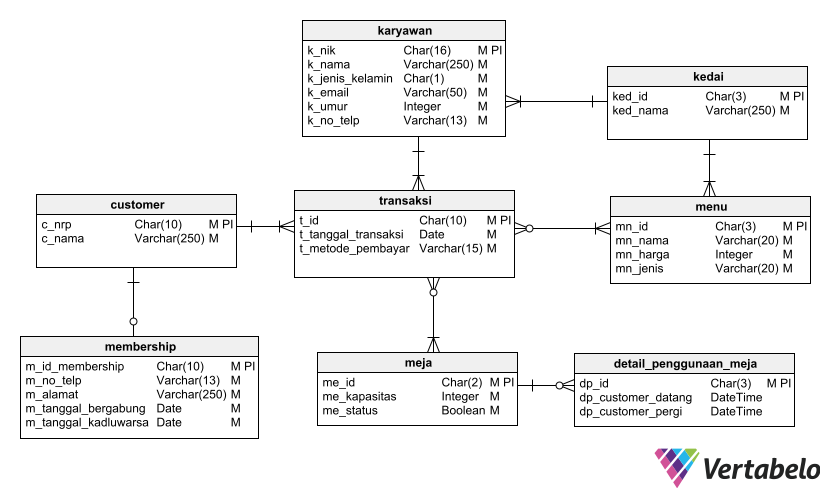 karyawan
k_nik Char(16) M PI
k_nama Varchar(250) M
k_jenis_kelamin Char(1) M
k_email Varchar(50) M
k_umur Integer M
k_no_telp Varchar(13) M
kedai
ked_id Char(3) M PI
ked_nama Varchar(250) M
customer
c_nrp Char(10) M PI
c_nama Varchar(250) M
transaksi
t_id Char(10) M PI
t_tanggal_transaksi Date M
t_metode_pembayar Varchar(15) M
menu
mn_id Char(3) M PI
mn_nama Varchar(20) M
mn_harga Integer M
mn_jenis Varchar(20) M
membership
m_id_membership Char(10) M PI
m_no_telp Varchar(13) M
m_alamat Varchar(250) M
m_tanggal_bergabung Date M
m_tanggal_kadluwarsa Date M
meja
me_id Char(2) M PI
me_kapasitas Integer M
me_status Boolean M
detail_penggunaan_meja
dp_id Char(3) M PI
dp_customer_datang DateTime
dp_customer_pergi DateTime
Vertabelo